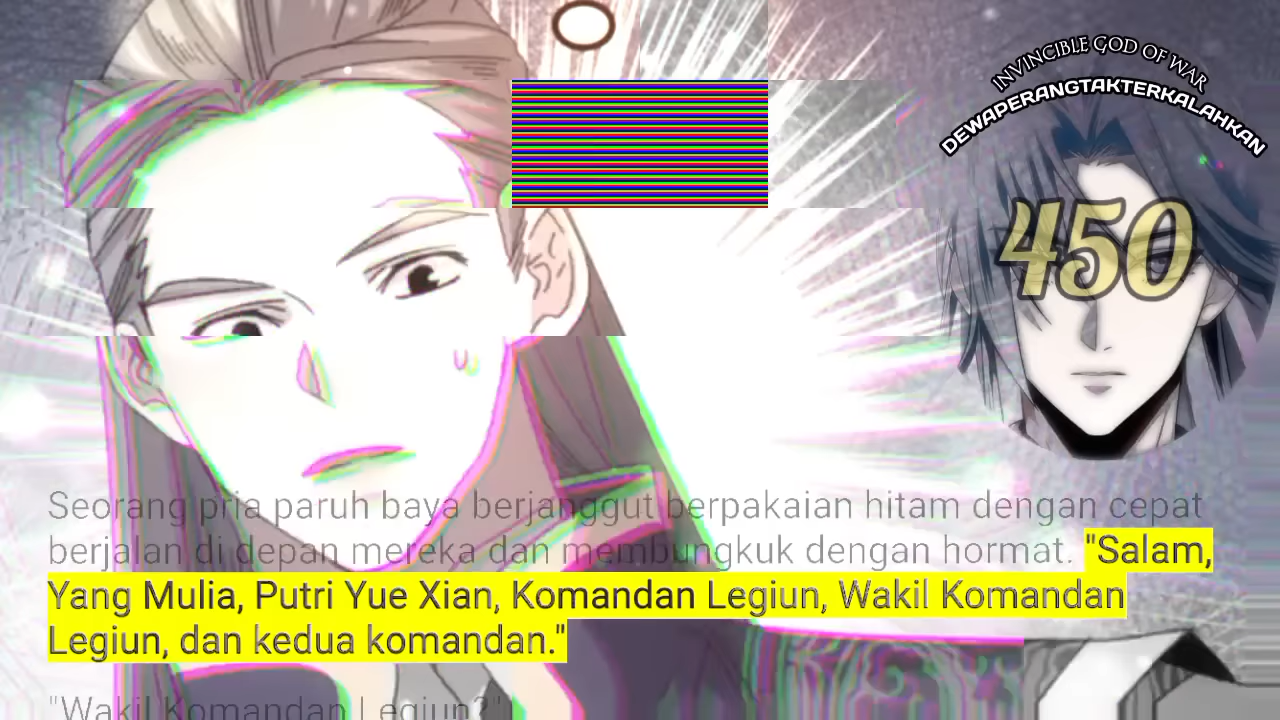 INVINCIBLE GOD OF WAR
DEWAPERANGTAKTERKALAHKAN
450
Seorang pria paruh baya berjanggut berpakaian hitam dengan cepat
berjalan di depan mereka dan membungkuk dengan hormat. "Salam,
Yang Mulia, Putri Yue Xian, Komandan Legiun, Wakil Komandan
Legiun, dan kedua komandan."
"Wakil Komandan Legiun?"